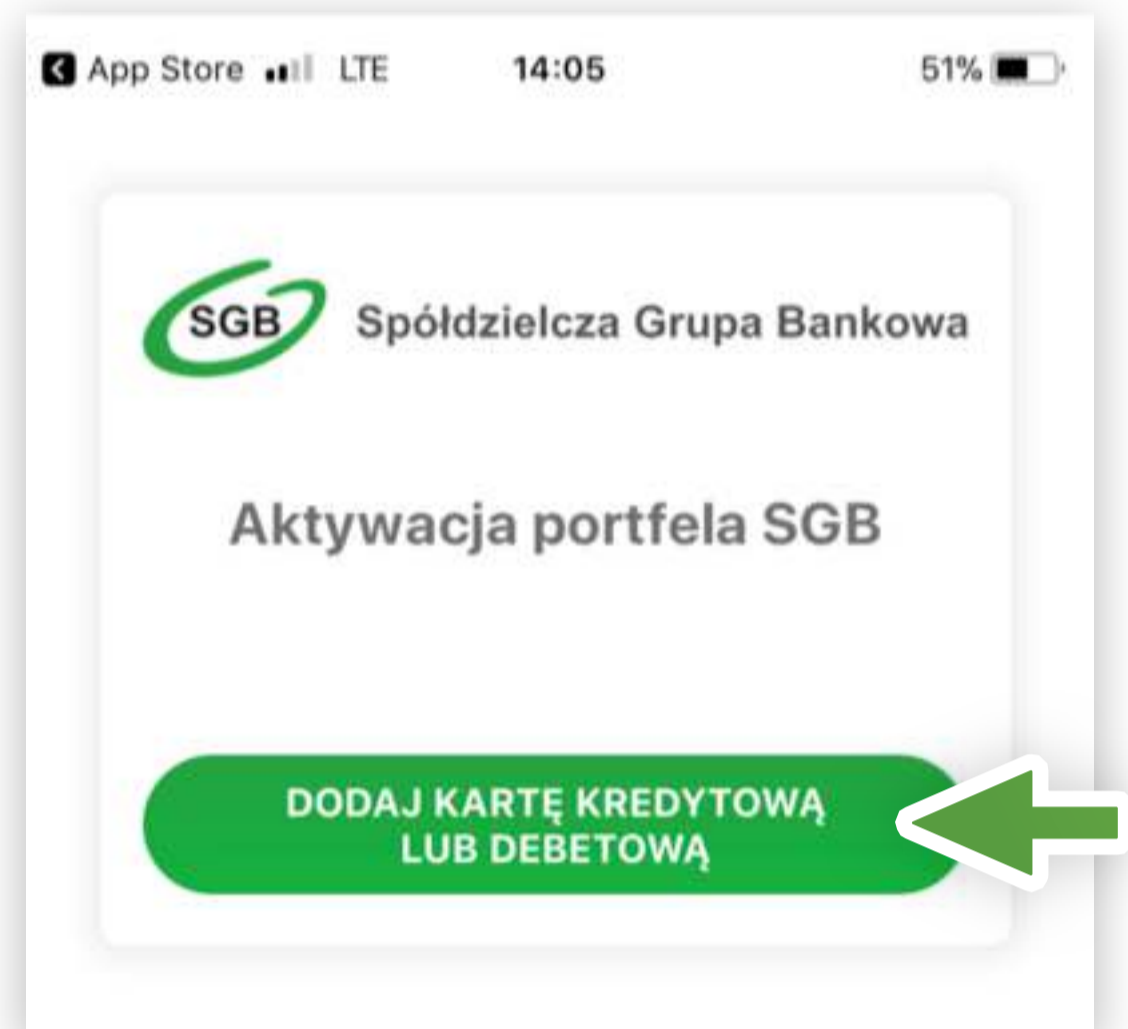 App Store LTE 14:05 51%
SGB Spółdzielcza Grupa Bankowa
Aktywacja portfela SGB
DODAJ KARTĘ KREDYTOWĄ
LUB DEBETOWĄ